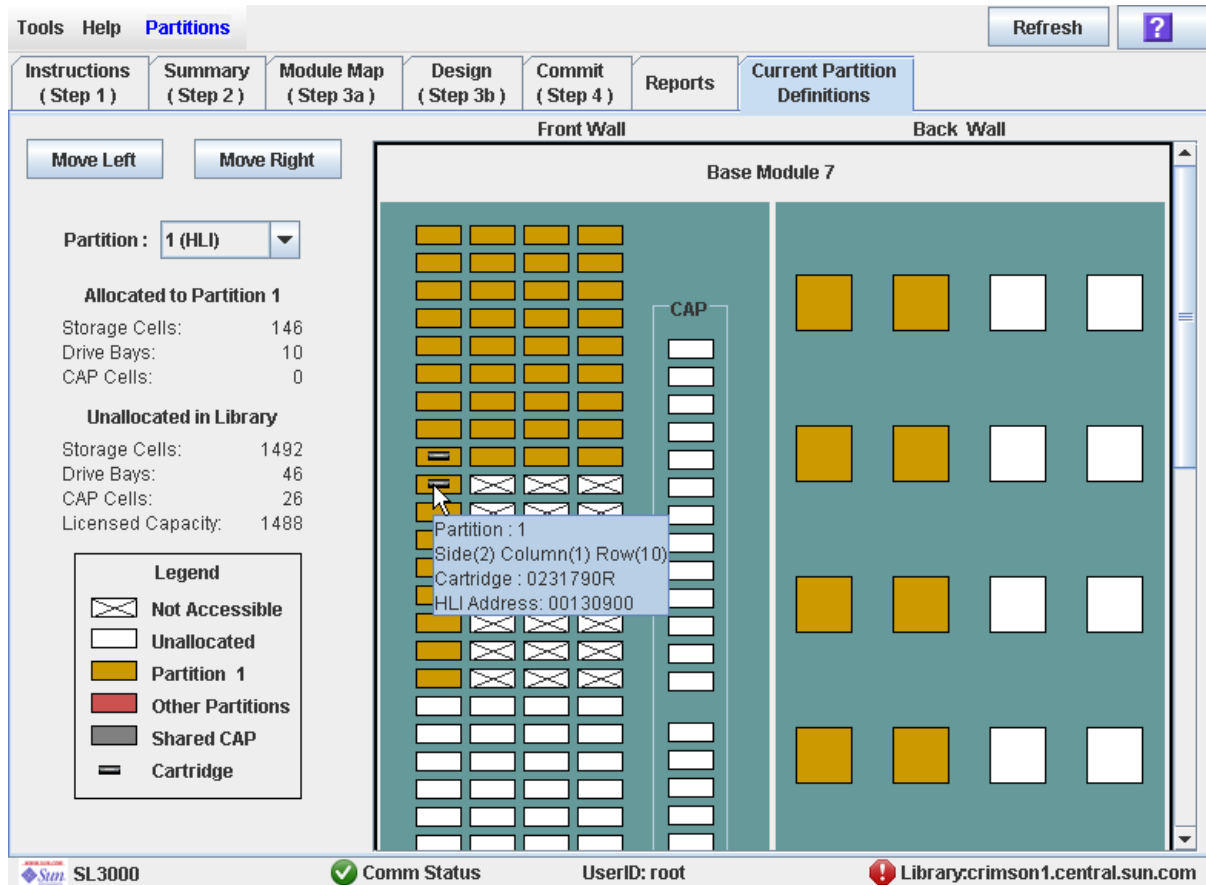 Tools Help Partitions
Refresh ?
Instructions
( Step 1 )
Summary
( Step 2 )
Module Map
( Step 3a )
Design
( Step 3b )
Commit
( Step 4 )
Reports
Current Partition
Definitions
Front Wall
Back Wall
Move Left
Move Right
Base Module 7
Partition : 1 (HLI)
Allocated to Partition 1
Storage Cells: 146
Drive Bays: 10
CAP Cells: 0
Unallocated in Library
Storage Cells: 1492
Drive Bays: 46
CAP Cells: 26
Licensed Capacity: 1488
Legend
Not Accessible
Unallocated
Partition 1
Other Partitions
Shared CAP
Cartridge
CAP
Partition : 1
Side(2) Column(1) Row(10)
Cartridge : 0231790R
HLI Address: 00130900
Sun SL3000
Comm Status
UserID: root
Library:crimson1.central.sun.com